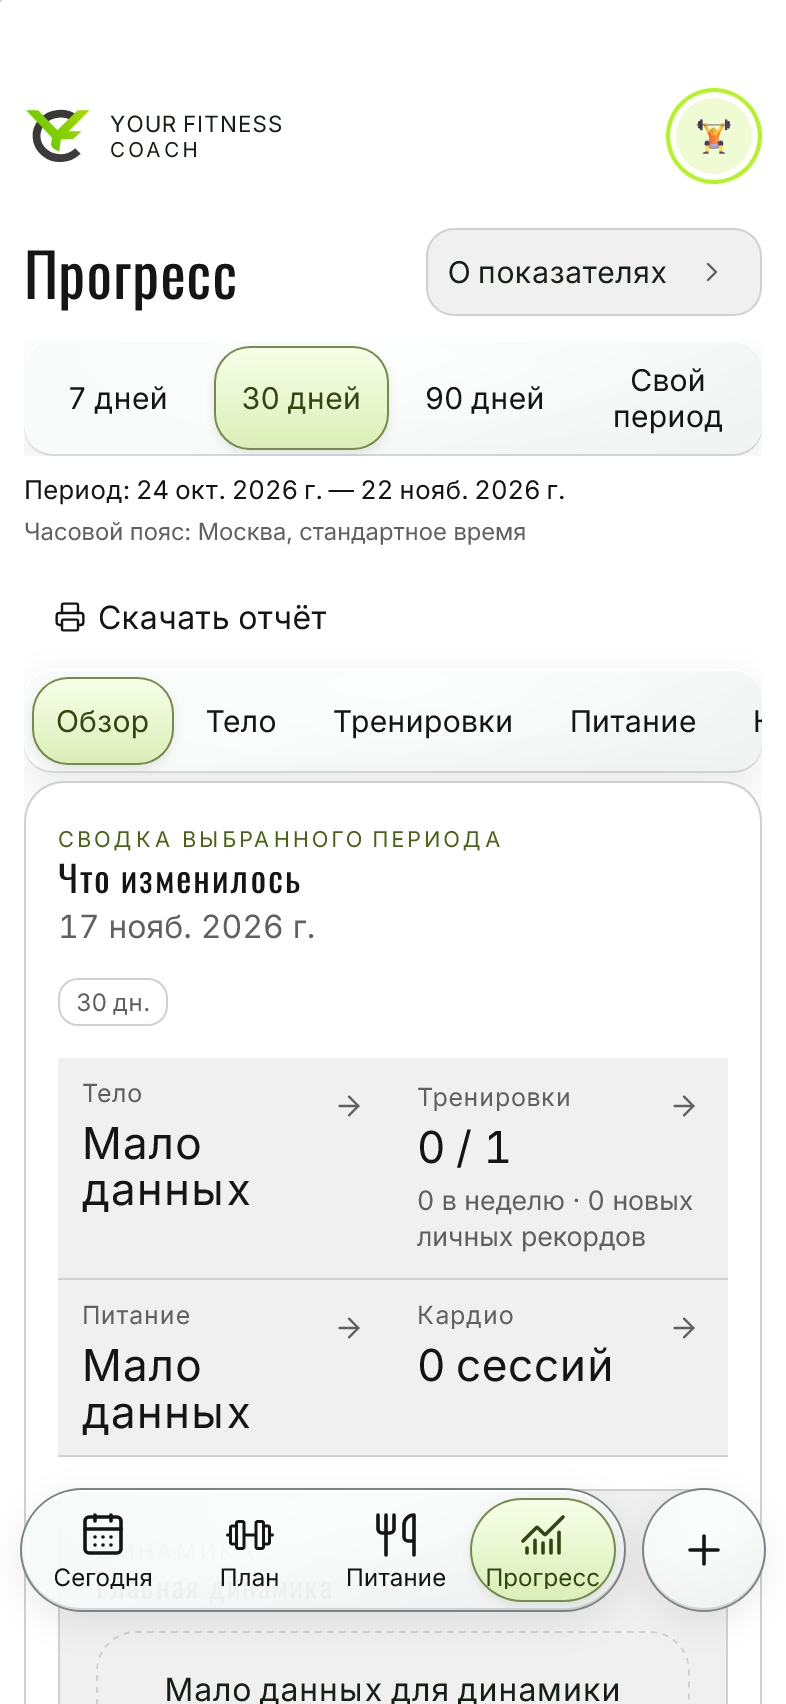 YOUR FITNESS
COACH
Прогресс
О показателях
7 дней
30 дней
90 дней
Свой
период
Период: 24 окт. 2026 г. — 22 нояб. 2026 г.
Часовой пояс: Москва, стандартное время
Скачать отчёт
Обзор
Тело
Тренировки
Питание
СВОДКА ВЫБРАННОГО ПЕРИОДА
Что изменилось
17 нояб. 2026 г.
30 дн.
Тело
Мало
данных
Тренировки
0 / 1
0 в неделю · 0 новых
личных рекордов
Питание
Мало
данных
Кардио
0 сессий
ДИНАМИКА
Главная динамика
Сегодня
План
Питание
Прогресс
Мало данных для динамики